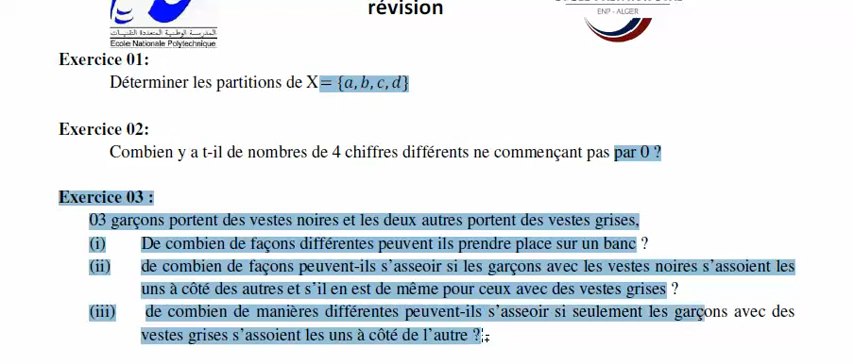 révision
المدرسة الوطنية المتعددة التقنيات
Ecole Nationale Polytechnique
ENP - ALGER
Exercice 01:
Déterminer les partitions de X= {a, b, c, d}
Exercice 02:
Combien y a t-il de nombres de 4 chiffres différents ne commençant pas par 0 ?
Exercice 03 :
03 garçons portent des vestes noires et les deux autres portent des vestes grises,
(i) De combien de façons différentes peuvent ils prendre place sur un banc ?
(ii) de combien de façons peuvent-ils s’asseoir si les garçons avec les vestes noires s’assoient les
uns à côté des autres et s’il en est de même pour ceux avec des vestes grises ?
(iii) de combien de manières différentes peuvent-ils s’asseoir si seulement les garçons avec des
vestes grises s’assoient les uns à côté de l’autre ?